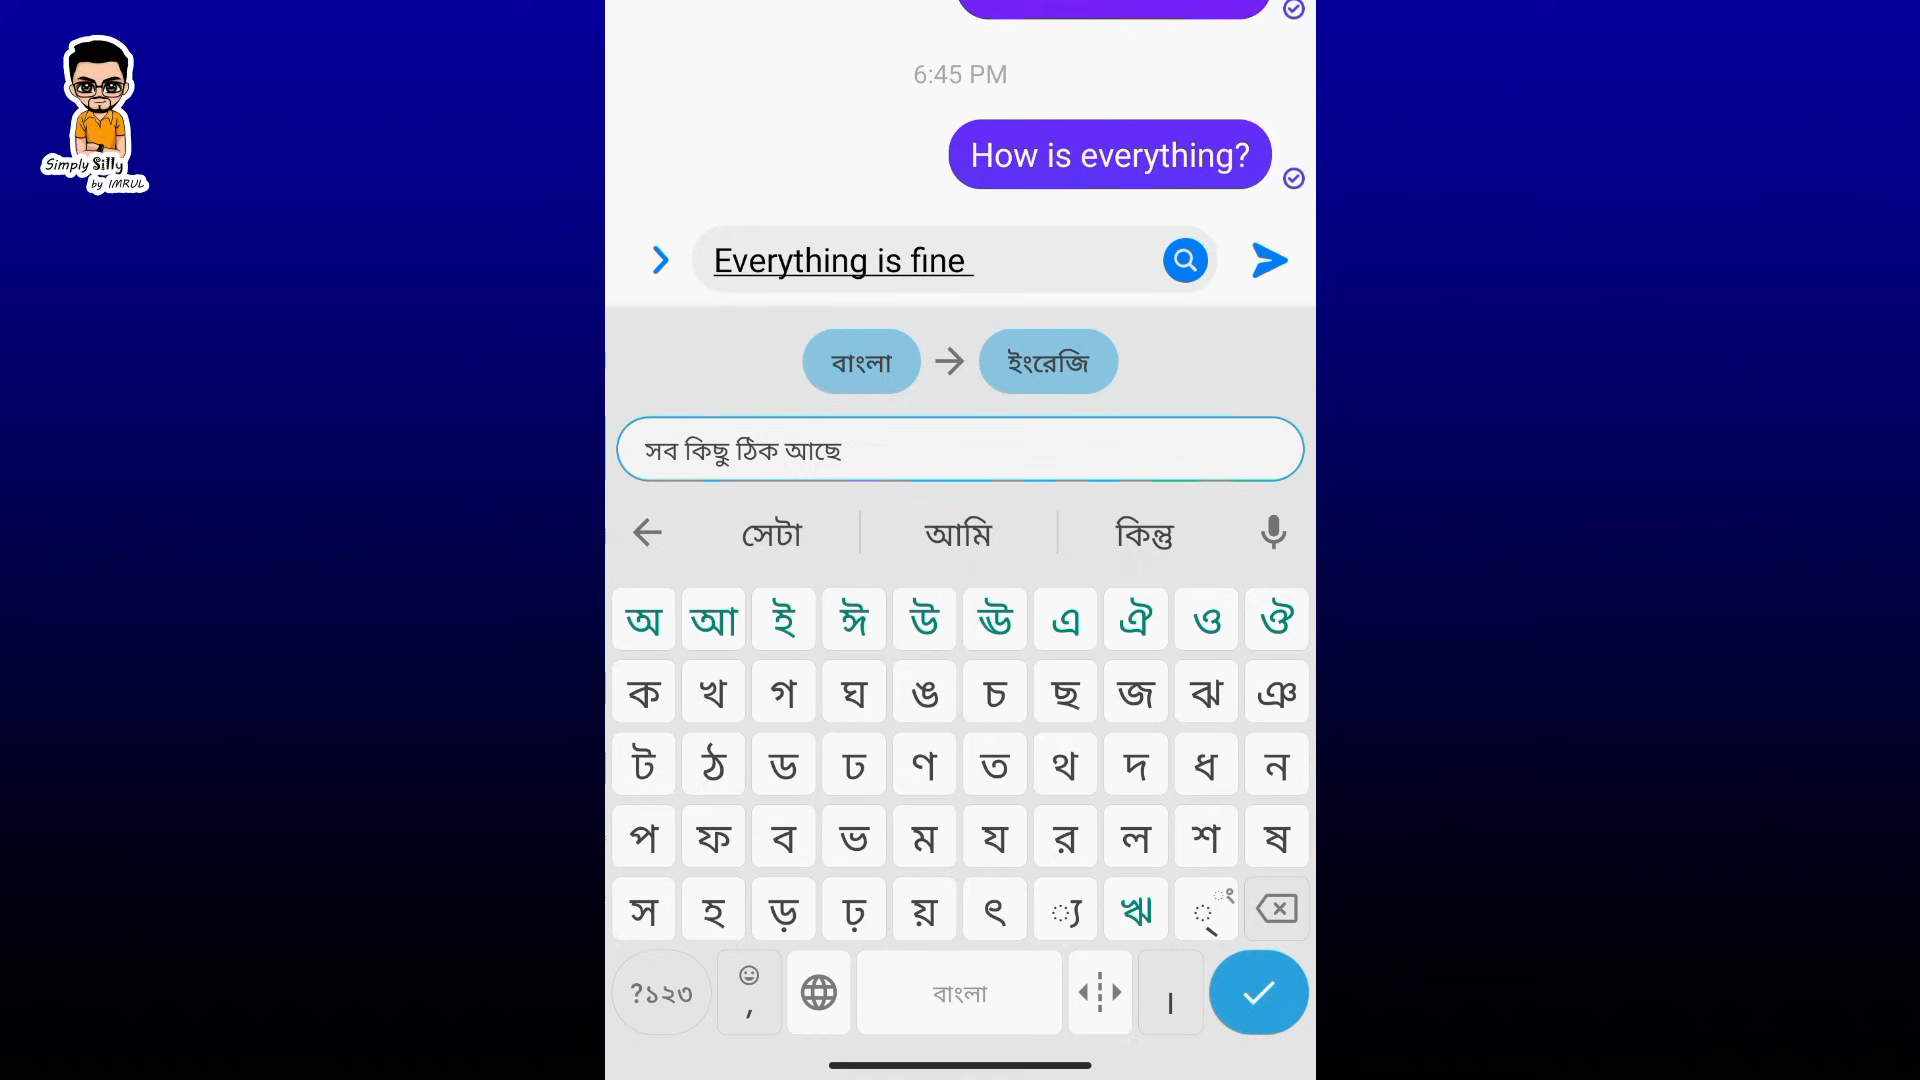 Simply Silly
by IMRUL
6:45 PM
How is everything?
Everything is fine
বাংলা → ইংরেজি
সব কিছু ঠিক আছে
সেটা আমি কিন্তু
অ আ ই ঈ উ ঊ এ ঐ ও ঔ
ক খ গ ঘ ঙ চ ছ জ ঝ ঞ
ট ঠ ড ঢ ণ ত থ দ ধ ন
প ফ ব ভ ম য র ল শ ষ
স হ ড় ঢ় য় ৎ ্য ঋ ্ ং
?১২৩ , বাংলা ।